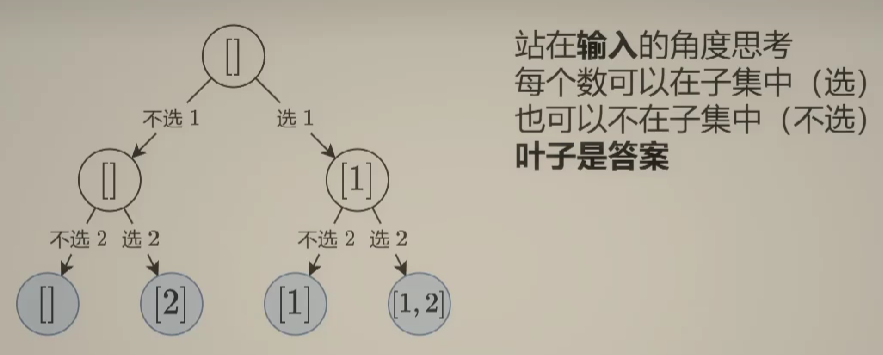 []
不选 1
选 1
[]
[1]
不选 2
选 2
不选 2
选 2
[]
[2]
[1]
[1, 2]
站在输入的角度思考
每个数可以在子集中（选）
也可以不在子集中（不选）
叶子是答案